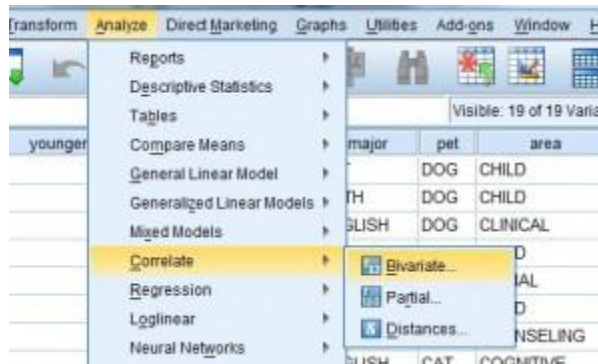 Transform Analyze Direct Marketing Graphs Utilities Add-ons Window H
Reports
Descriptive Statistics
Tables
Visible: 19 of 19 Varia
younger
Compare Means
major pet area
General Linear Model
DOG CHILD
Generalized Linear Models
TH DOG CHILD
Mixed Models
GLISH DOG CLINICAL
Correlate
Bivariate...
D
Regression
Partial...
IAL
D
Loglinear
Distances...
NSELING
Neural Networks
GLISH CAT COGNITIVE